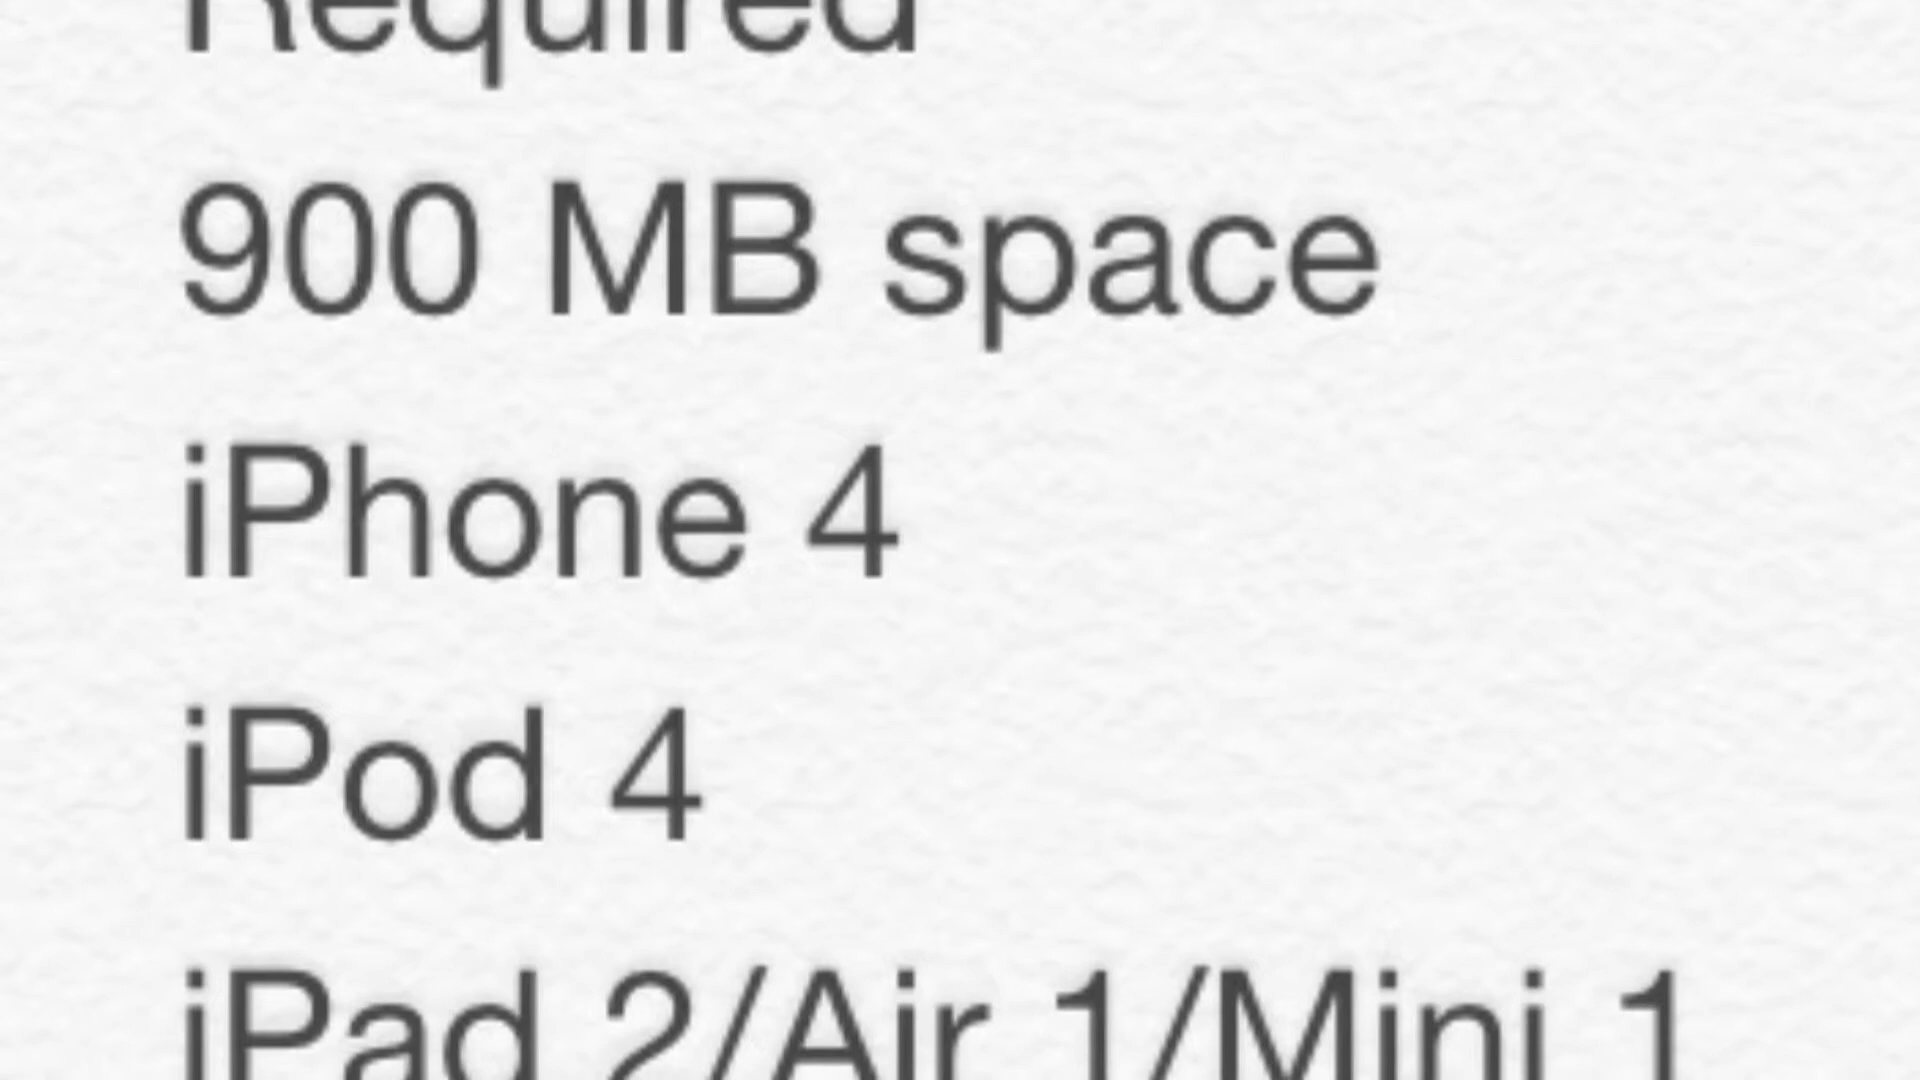 Required
900 MB space
iPhone 4
iPod 4
iPad 2/Air 1/Mini 1